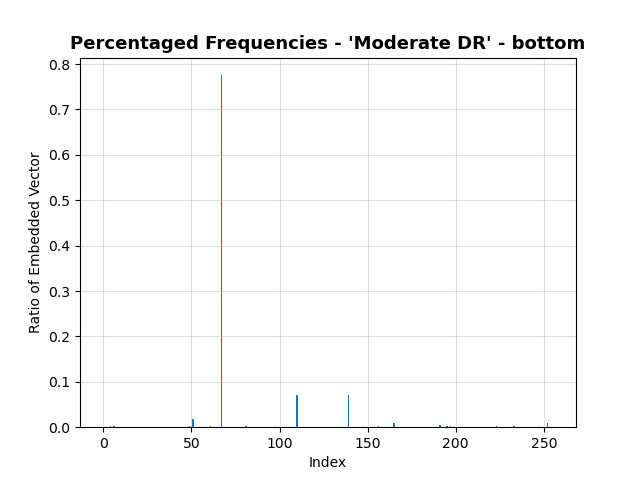 Percentaged Frequencies - 'Moderate DR' - bottom
0.8
0.7
0.6
0.5
0.4
0.3
0.2
0.1
0.0
Ratio of Embedded Vector
0 50 100 150 200 250
Index